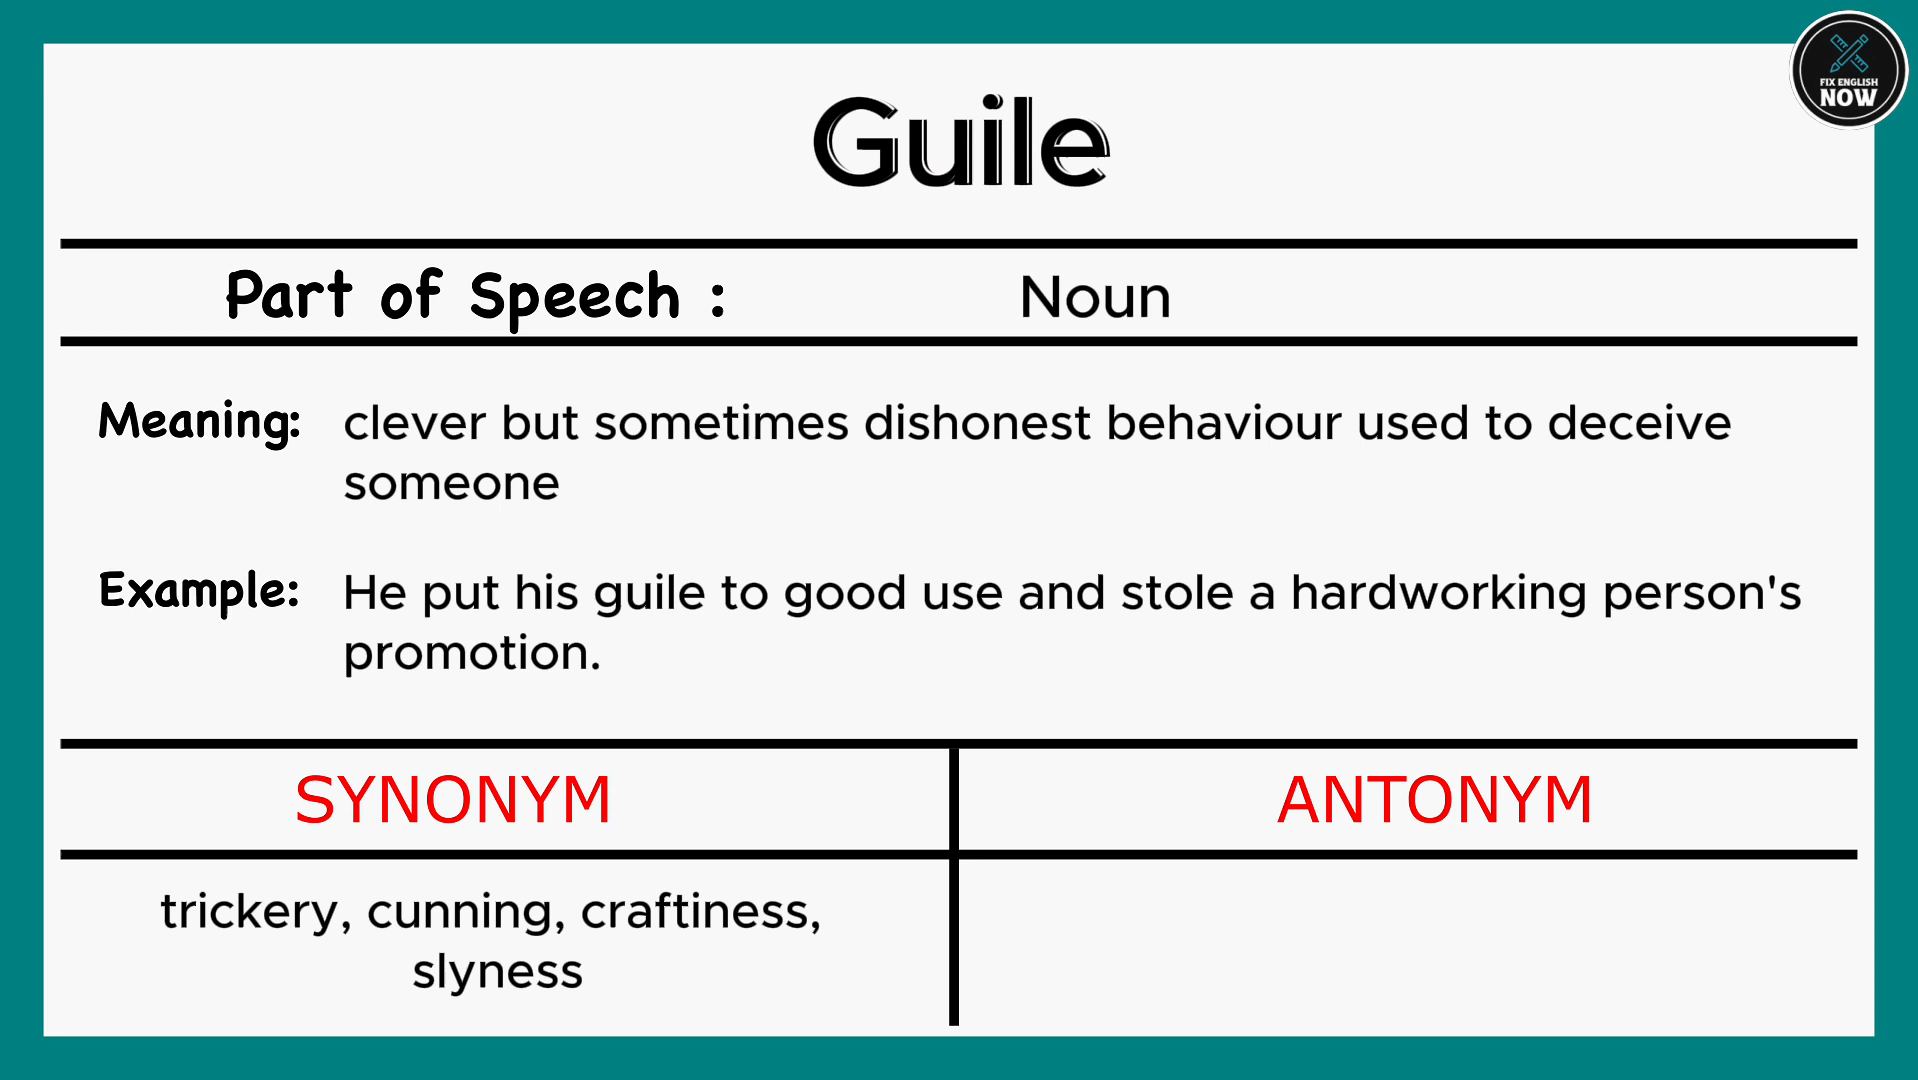 FIX ENGLISH
NOW
Guile
Part of Speech : Noun
Meaning: clever but sometimes dishonest behaviour used to deceive
someone
Example: He put his guile to good use and stole a hardworking person's
promotion.
SYNONYM ANTONYM
trickery, cunning, craftiness,
slyness